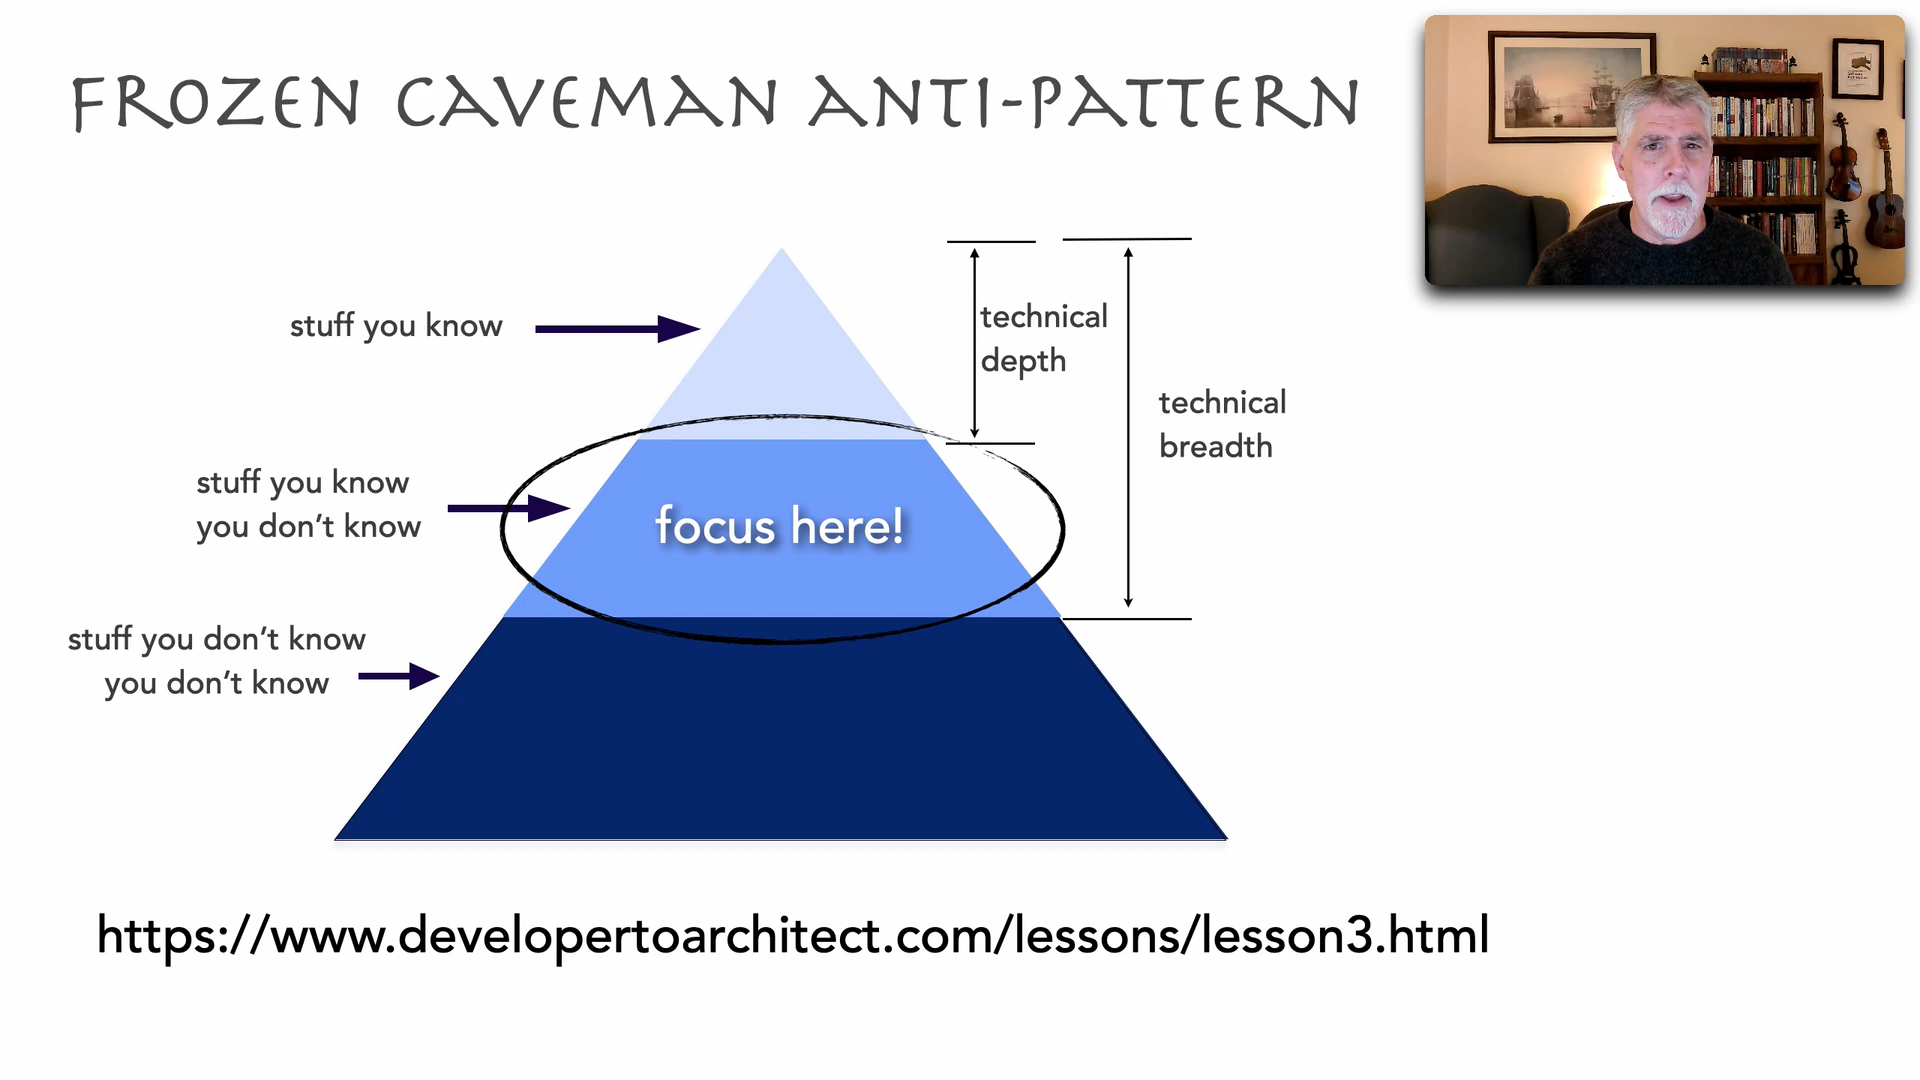 FROZEN CAVEMAN ANTI-PATTERN
stuff you know
technical
depth
technical
breadth
stuff you know
you don't know
focus here!
stuff you don't know
you don't know
https://www.developertoarchitect.com/lessons/lesson3.html